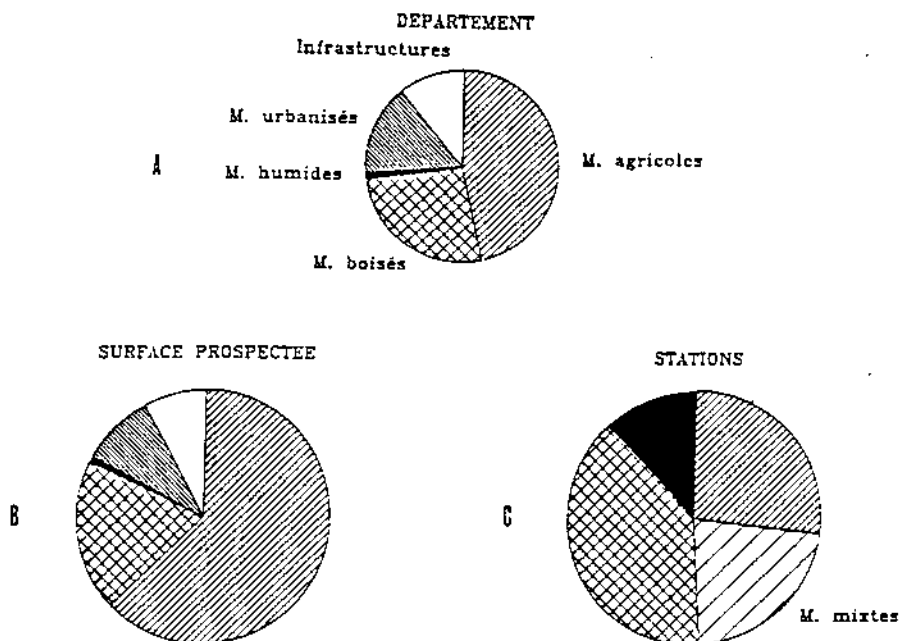 DEPARTEMENT
Infrastructures
M. urbanisés
A
M. humides
M. agricoles
M. boisés
SURFACE PROSPECTEE
STATIONS
B
C
M. mixtes